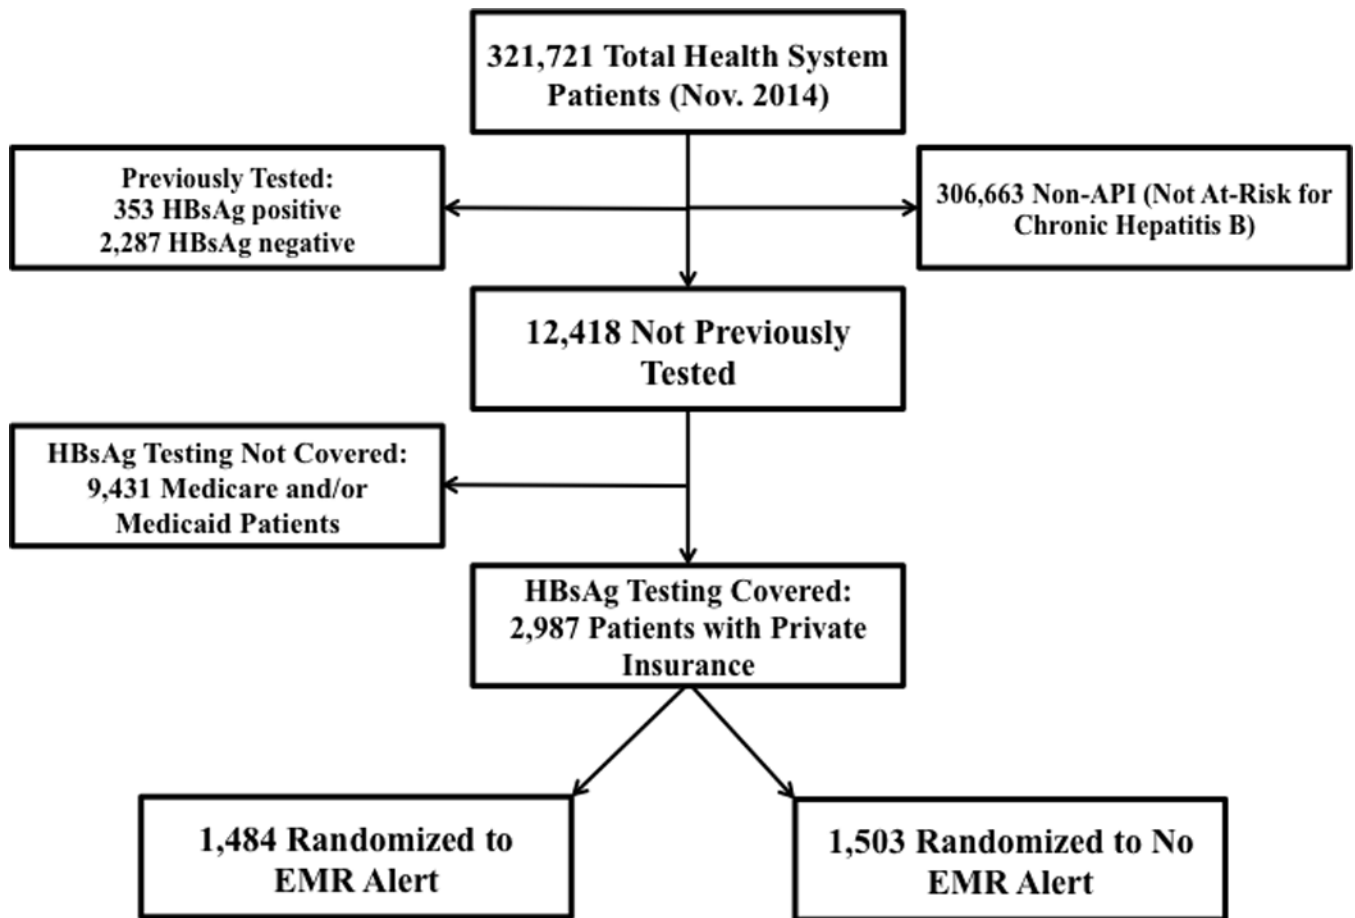 321,721 Total Health System
Patients (Nov. 2014)
Previously Tested:
353 HBsAg positive
2,287 HBsAg negative
306,663 Non-API (Not At-Risk for
Chronic Hepatitis B)
12,418 Not Previously
Tested
HBsAg Testing Not Covered:
9,431 Medicare and/or
Medicaid Patients
HBsAg Testing Covered:
2,987 Patients with Private
Insurance
1,484 Randomized to
EMR Alert
1,503 Randomized to No
EMR Alert